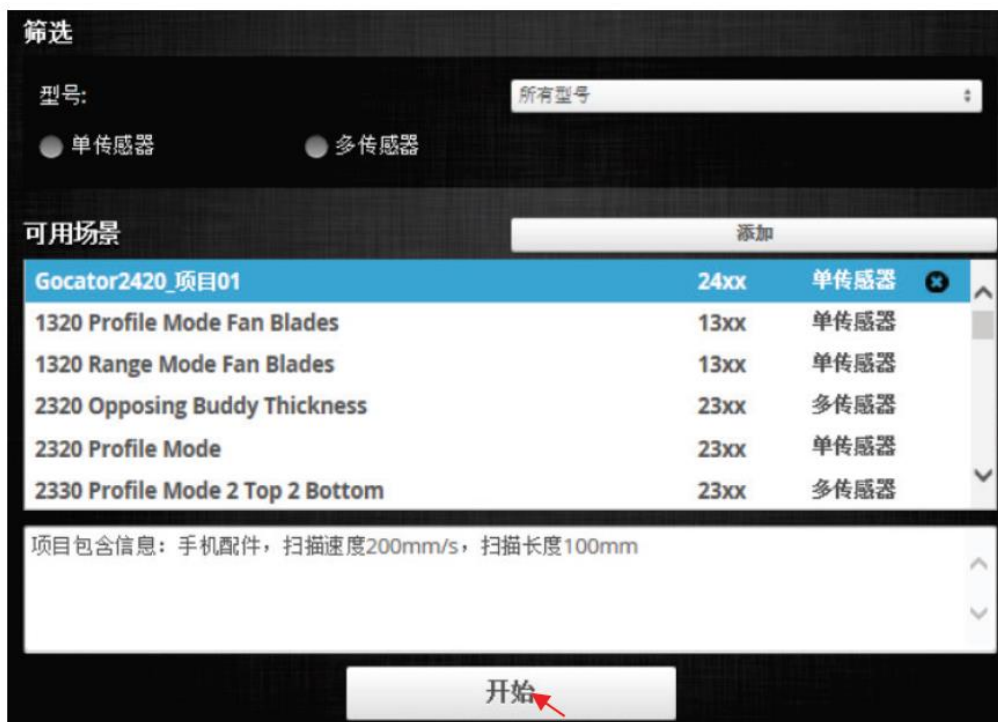 筛选
型号: 所有型号
单传感器 多传感器
可用场景 添加
Gocator2420_项目01 24xx 单传感器
1320 Profile Mode Fan Blades 13xx 单传感器
1320 Range Mode Fan Blades 13xx 单传感器
2320 Opposing Buddy Thickness 23xx 多传感器
2320 Profile Mode 23xx 单传感器
2330 Profile Mode 2 Top 2 Bottom 23xx 多传感器
项目包含信息：手机配件，扫描速度200mm/s，扫描长度100mm
开始